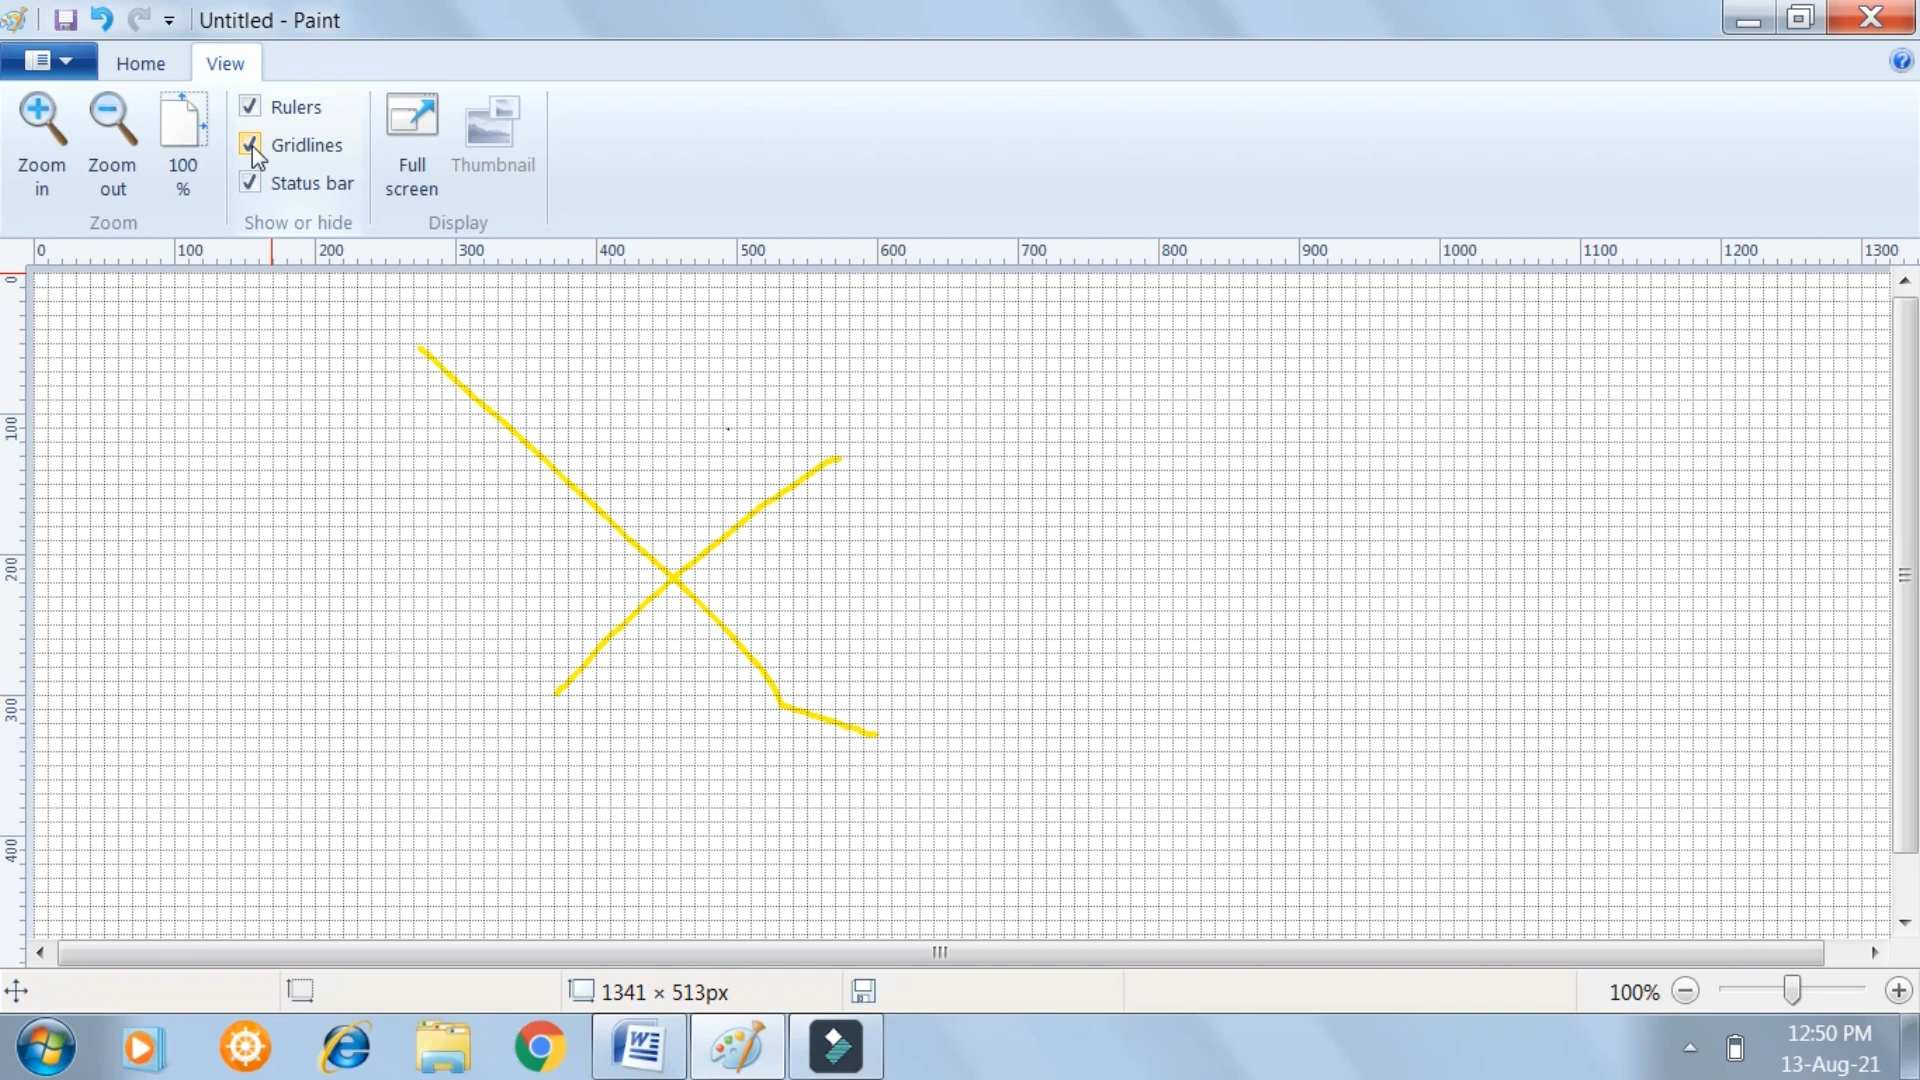 Untitled - Paint
Home View
Zoom in
Zoom out
100 %
Zoom
Rulers
Gridlines
Status bar
Show or hide
Full screen
Thumbnail
Display
0 100 200 300 400 500 600 700 800 900 1000 1100 1200 1300
0
100
200
300
400
1341 × 513px
100%
12:50 PM
13-Aug-21